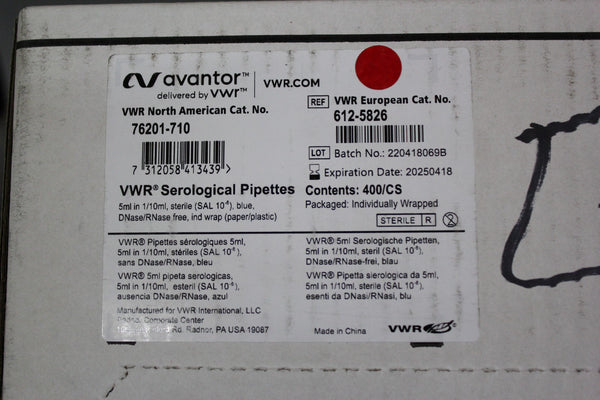 avantor™ | VWR.COM
delivered by vwr™
VWR North American Cat. No.
76201-710
7 312058 413439 >
REF VWR European Cat. No.
612-5826
LOT Batch No.: 220418069B
Expiration Date: 20250418
VWR® Serological Pipettes
5ml in 1/10ml, sterile (SAL 10⁻⁶), blue,
DNase/RNase free, ind wrap (paper/plastic)
Contents: 400/CS
Packaged: Individually Wrapped
STERILE R
VWR® Pipettes sérologiques 5ml,
5ml in 1/10ml, stériles (SAL 10⁻⁶),
sans DNase/RNase, bleu
VWR® 5ml Serologische Pipetten,
5ml in 1/10ml, steril (SAL 10⁻⁶),
DNase/RNase-frei, blau
VWR® 5ml pipeta serologicas,
5ml in 1/10ml, esteril (SAL 10⁻⁶),
ausencia DNase/RNase, azul
VWR® Pipetta sierologica da 5ml,
5ml in 1/10ml, sterili (SAL 10⁻⁶),
esenti da DNasi/RNasi, blu
Manufactured for VWR International, LLC
Corporate Center
Rd. Radnor, PA USA 19087
Made in China
VWR